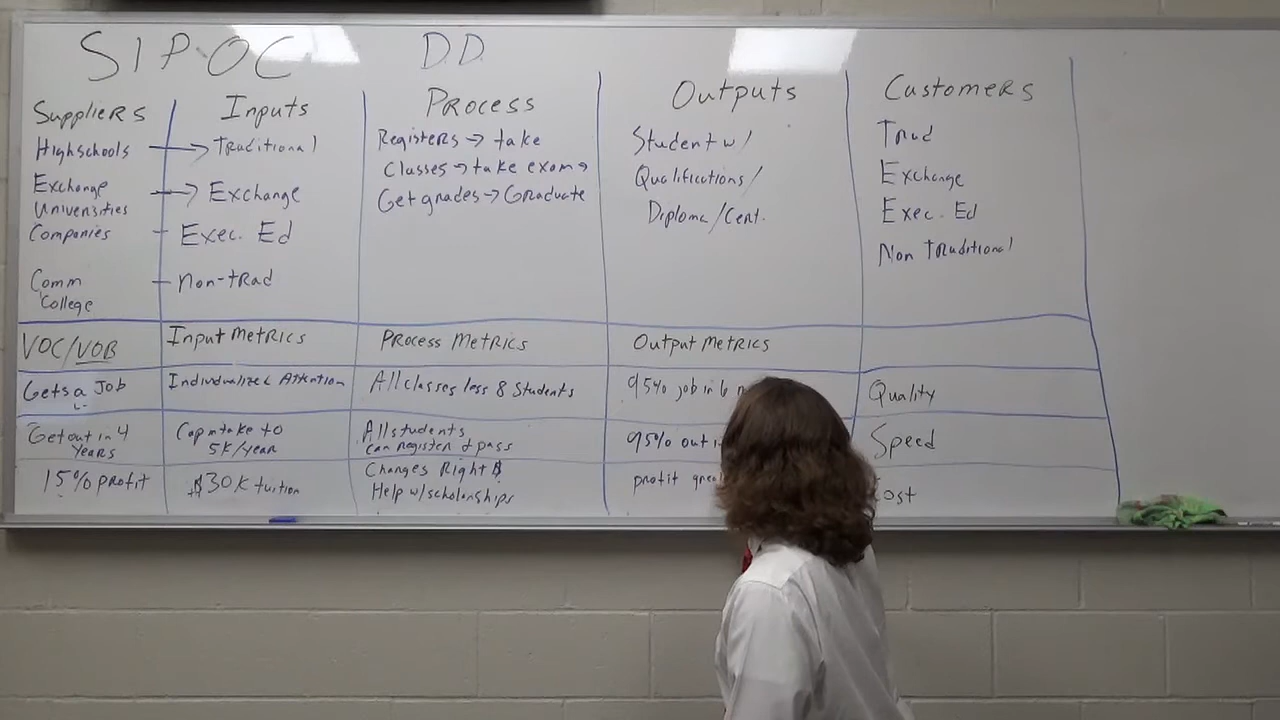 SIPOC D.D.
Suppliers
Highschools
Exchange
Universities
Companies
Comm
College
Inputs
Traditional
Exchange
Exec. Ed
Non-trad
Process
Registers → take
Classes → take exam →
Get grades → Graduate
Outputs
Student w/
Qualifications/
Diploma/Cert.
Customers
Trad
Exchange
Exec. Ed
Non Traditional
VOC/VOB
Input Metrics
Process Metrics
Output Metrics
Gets a Job
Individualized Attention
All classes less 8 Students
95% job in 6
Quality
Get out in 4
Years
Cap intake to
5K/year
All students
can register & pass
95% out
Speed
15% profit
$30K tuition
Changes Right $
Help w/scholarships
profit
ost